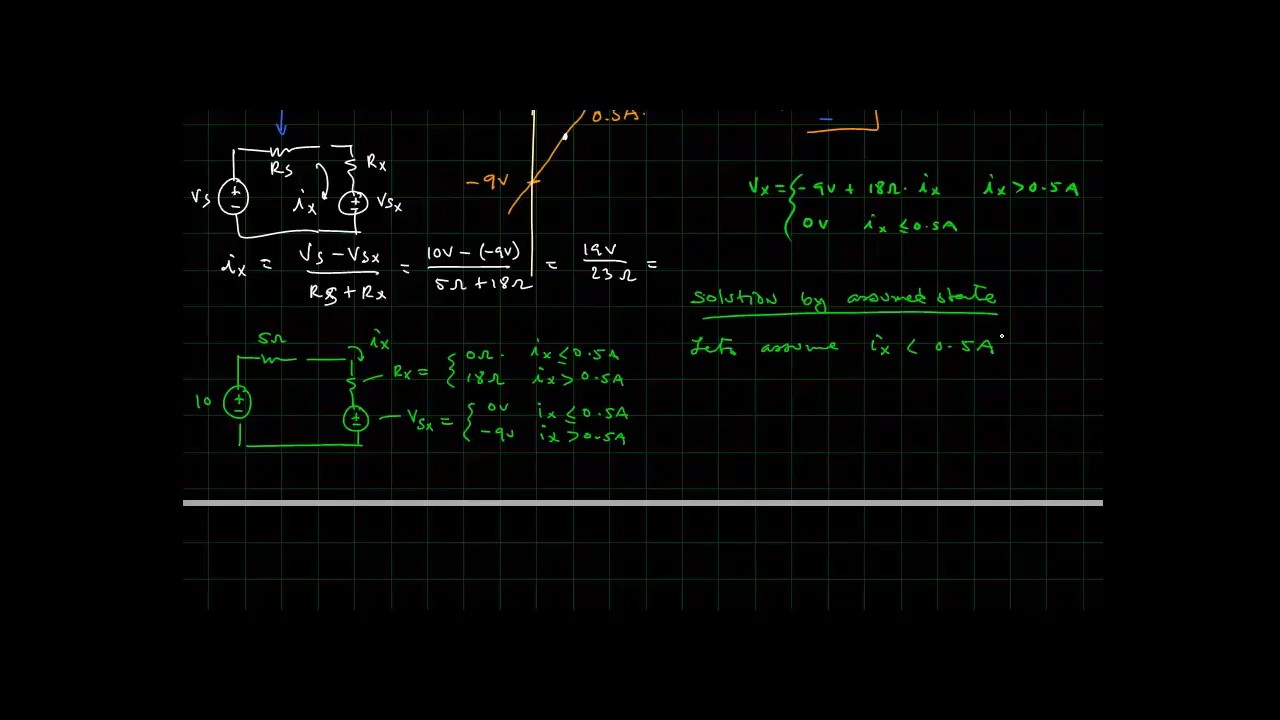 0.5A.
-9V
Rs
Rx
Vs
ix
Vsx
ix = Vs - Vsx / Rs + Rx = 10V - (-9V) / 5Ω + 18Ω = 19V / 23Ω =
5Ω
ix
10
Rx = { 0Ω. ix ≤ 0.5A
18Ω ix > 0.5A
Vsx = { 0V ix ≤ 0.5A
-9V ix > 0.5A
Vx = { -9V + 18Ω. ix ix > 0.5A
0V ix ≤ 0.5A
Solution by assumed state
Lets assume ix < 0.5A